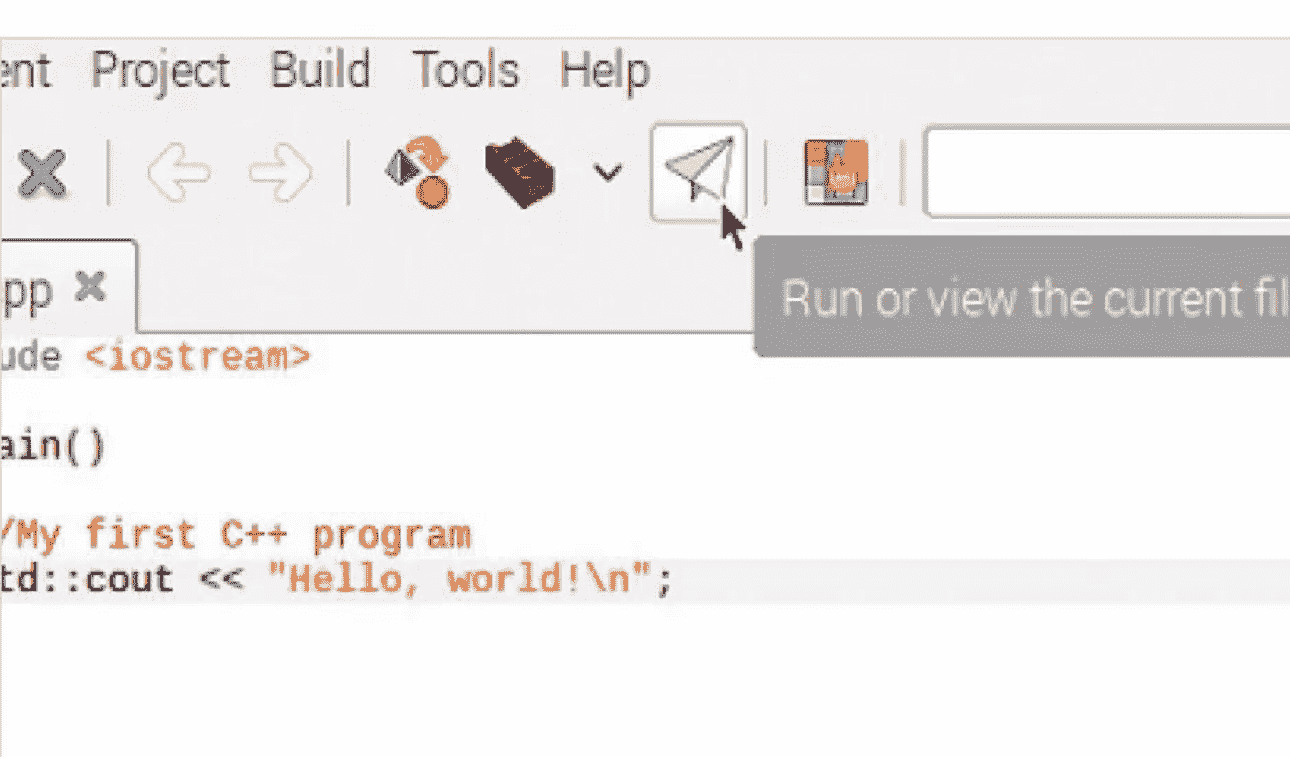 ent Project Build Tools Help
pp
Run or view the current fil
ude <iostream>
ain()
/My first C++ program
td::cout << "Hello, world!\n";